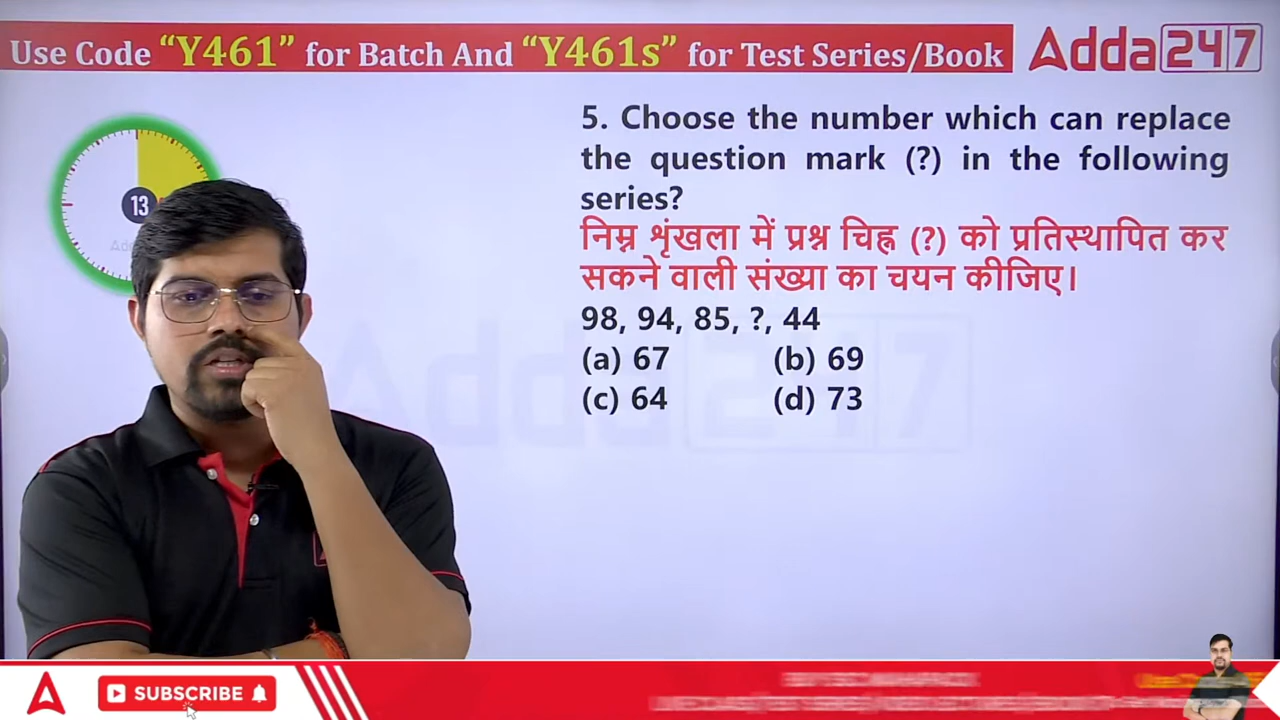 Use Code “Y461” for Batch And “Y461s” for Test Series/Book
Adda247
13
5. Choose the number which can replace
the question mark (?) in the following
series?
निम्न शृंखला में प्रश्न चिह्न (?) को प्रतिस्थापित कर
सकने वाली संख्या का चयन कीजिए।
98, 94, 85, ?, 44
(a) 67 (b) 69
(c) 64 (d) 73
SUBSCRIBE